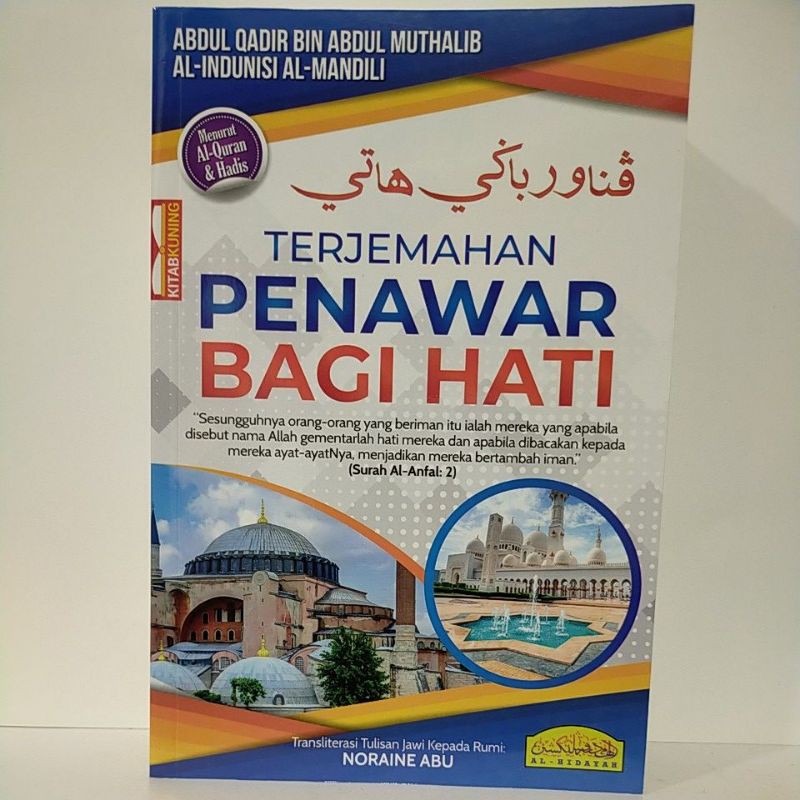 ABDUL QADIR BIN ABDUL MUTHALIB
AL-INDUNISI AL-MANDILI
Menurut
Al-Quran
& Hadis
ڤناور باݢي هاتي
KITABKUNING
TERJEMAHAN
PENAWAR
BAGI HATI
“Sesungguhnya orang-orang yang beriman itu ialah mereka yang apabila
disebut nama Allah gementarlah hati mereka dan apabila dibacakan kepada
mereka ayat-ayatNya, menjadikan mereka bertambah iman.”
(Surah Al-Anfal: 2)
Transliterasi Tulisan Jawi Kepada Rumi:
NORAINE ABU
AL-HIDAYAH